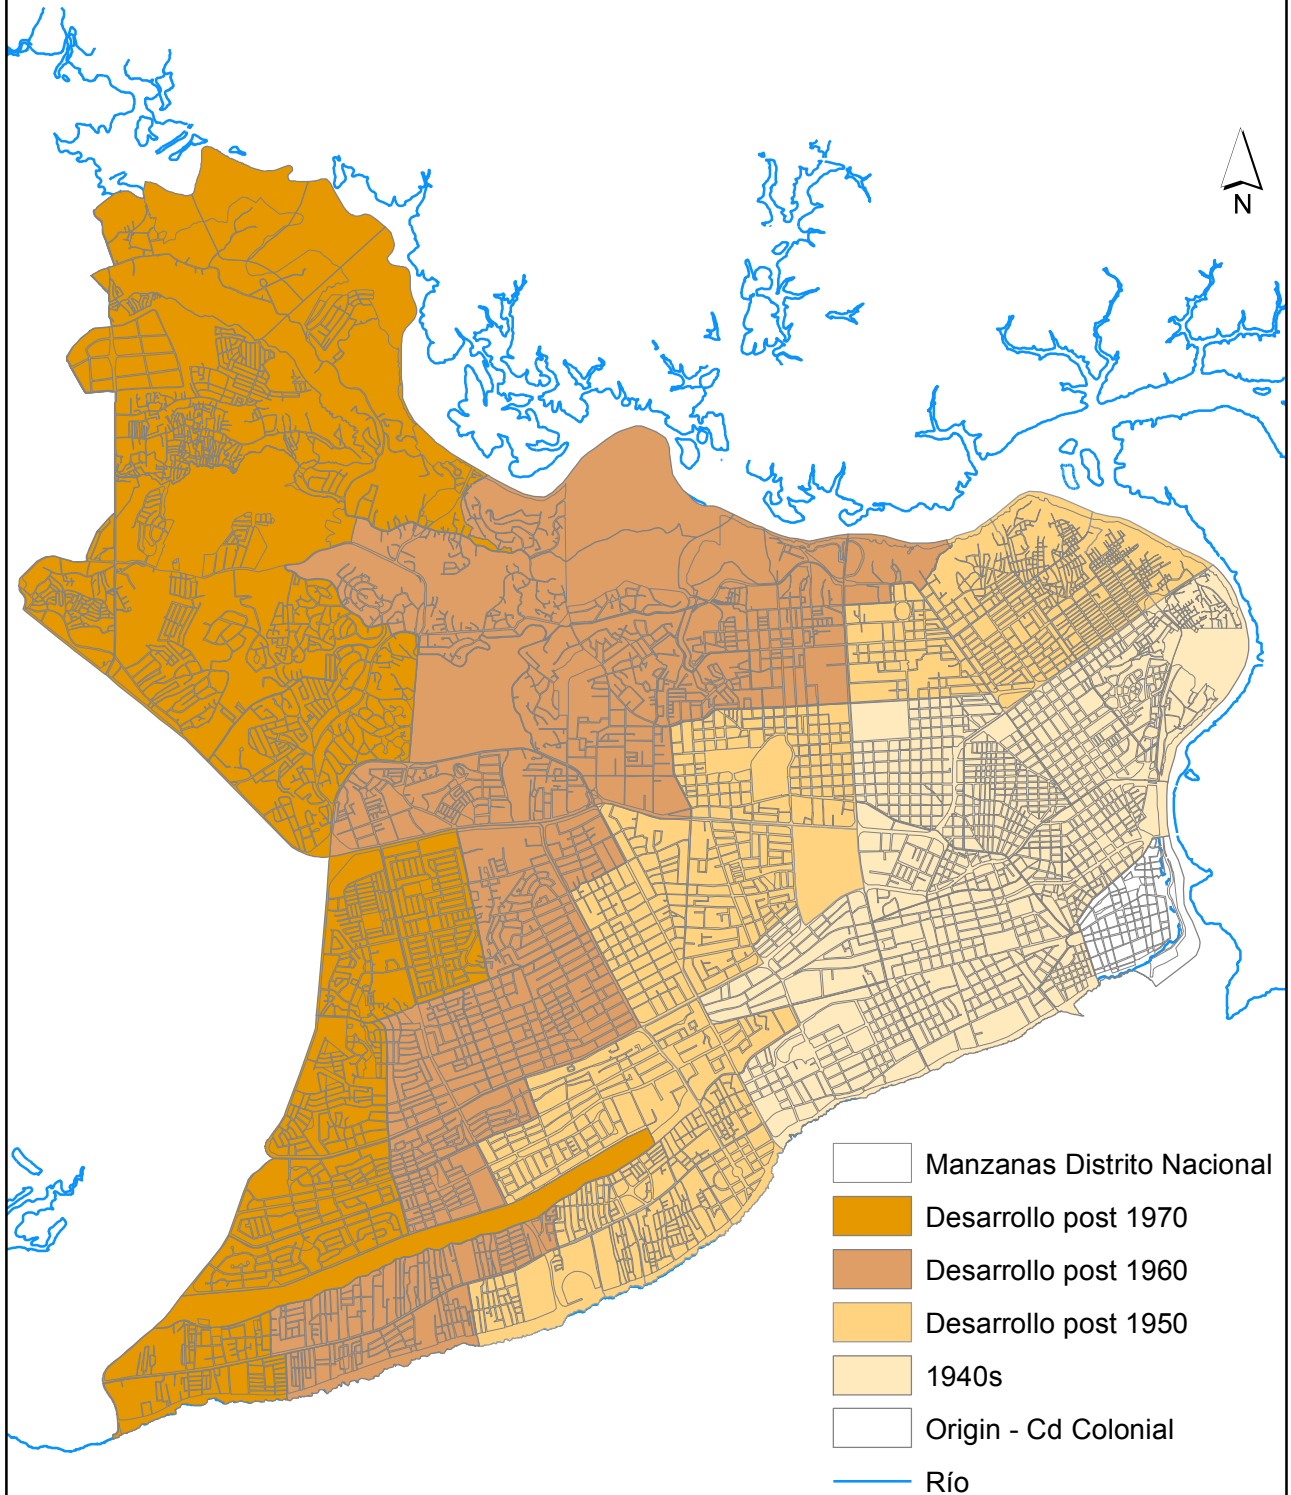 N
Manzanas Distrito Nacional
Desarrollo post 1970
Desarrollo post 1960
Desarrollo post 1950
1940s
Origin - Cd Colonial
Río